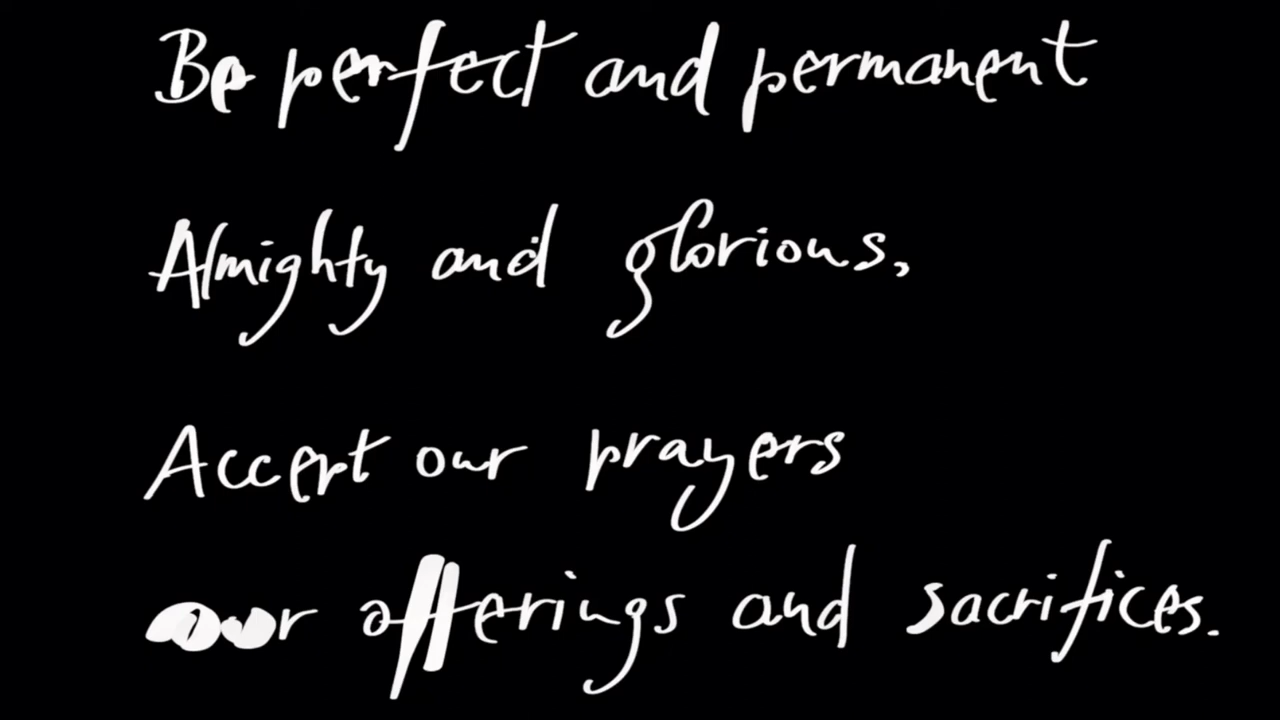 Be perfect and permanent
Almighty and glorious,
Accept our prayers
our offerings and sacrifices.